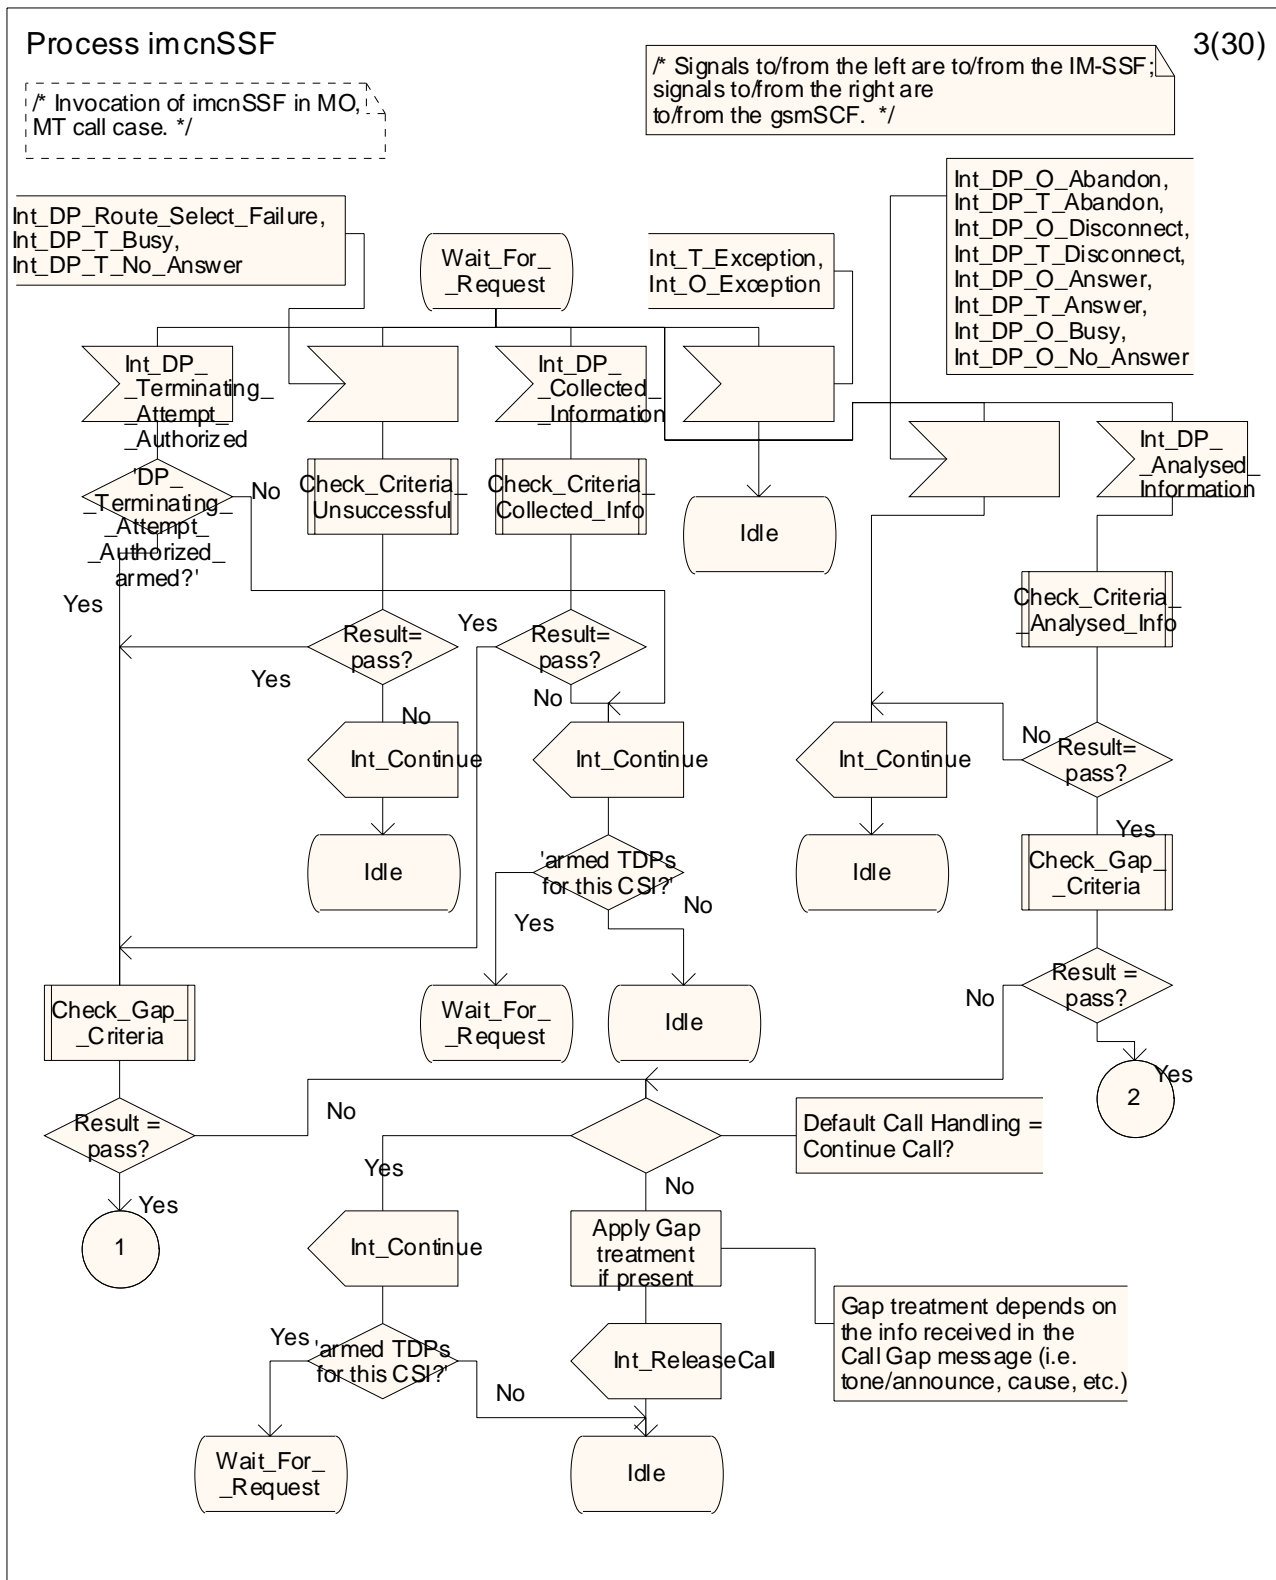 Process imcnSSF
3(30)
/* Invocation of imcnSSF in MO,
MT call case. */
/* Signals to/from the left are to/from the IM-SSF;
signals to/from the right are
to/from the gsmSCF. */
Int_DP_Route_Select_Failure,
Int_DP_T_Busy,
Int_DP_T_No_Answer
Wait_For_
_Request
Int_T_Exception,
Int_O_Exception
Int_DP_O_Abandon,
Int_DP_T_Abandon,
Int_DP_O_Disconnect,
Int_DP_T_Disconnect,
Int_DP_O_Answer,
Int_DP_T_Answer,
Int_DP_O_Busy,
Int_DP_O_No_Answer
Int_DP_
_Terminating_
_Attempt_
_Authorized
Int_DP_
_Collected_
_Information
Int_DP_
_Analysed_
Information
'DP_
_Terminating_
_Attempt_
_Authorized_
armed?'
No
Yes
Check_Criteria_
Unsuccessful
Check_Criteria_
Collected_Info
Idle
Check_Criteria_
_Analysed_Info
Result=
pass?
Yes
No
Result=
pass?
Yes
No
Result=
pass?
No
Yes
Int_Continue
Int_Continue
Int_Continue
Idle
'armed TDPs
for this CSI?'
Yes
No
Idle
Check_Gap_
_Criteria
Check_Gap_
_Criteria
Wait_For_
_Request
Idle
Result =
pass?
No
Yes
2
Result =
pass?
No
Yes
1
Default Call Handling =
Continue Call?
Yes
No
Int_Continue
Apply Gap
treatment
if present
Gap treatment depends on
the info received in the
Call Gap message (i.e.
tone/announce, cause, etc.)
'armed TDPs
for this CSI?'
Yes
No
Int_ReleaseCall
Wait_For_
_Request
Idle